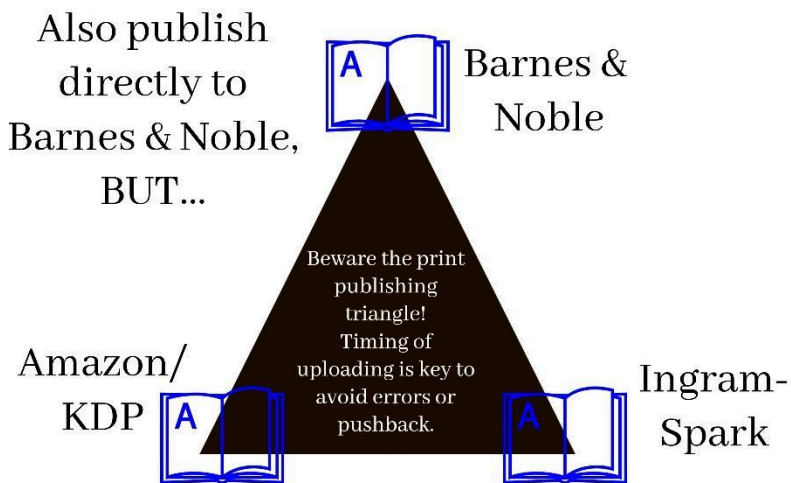 Also publish
directly to
Barnes & Noble,
BUT...
A
Barnes &
Noble
Beware the print
publishing
triangle!
Timing of
uploading is key to
avoid errors or
pushback.
Amazon/
KDP
A
A
Ingram-
Spark